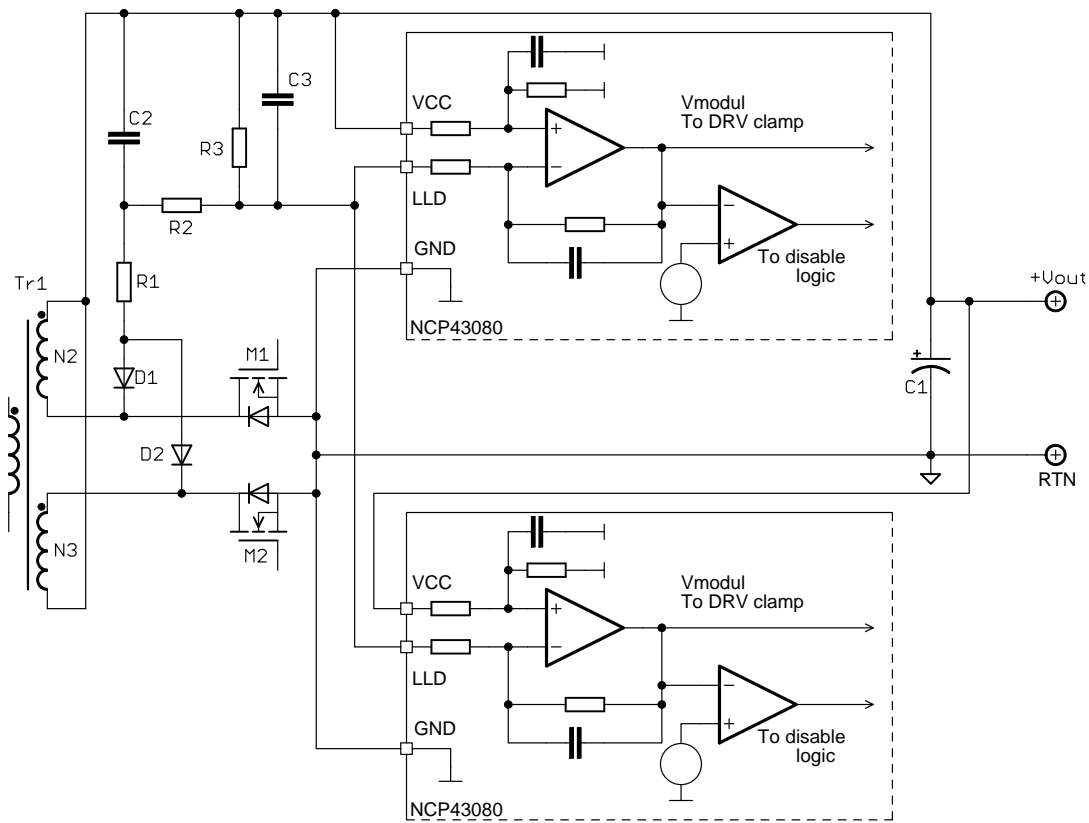 C2
R3
C3
R2
R1
Tr1
N2
D1
M1
D2
N3
M2
VCC
LLD
GND
+
−
Vmodul
To DRV clamp
−
+
To disable
logic
NCP43080
+Vout
+
C1
RTN
VCC
LLD
GND
+
−
Vmodul
To DRV clamp
−
+
To disable
logic
NCP43080